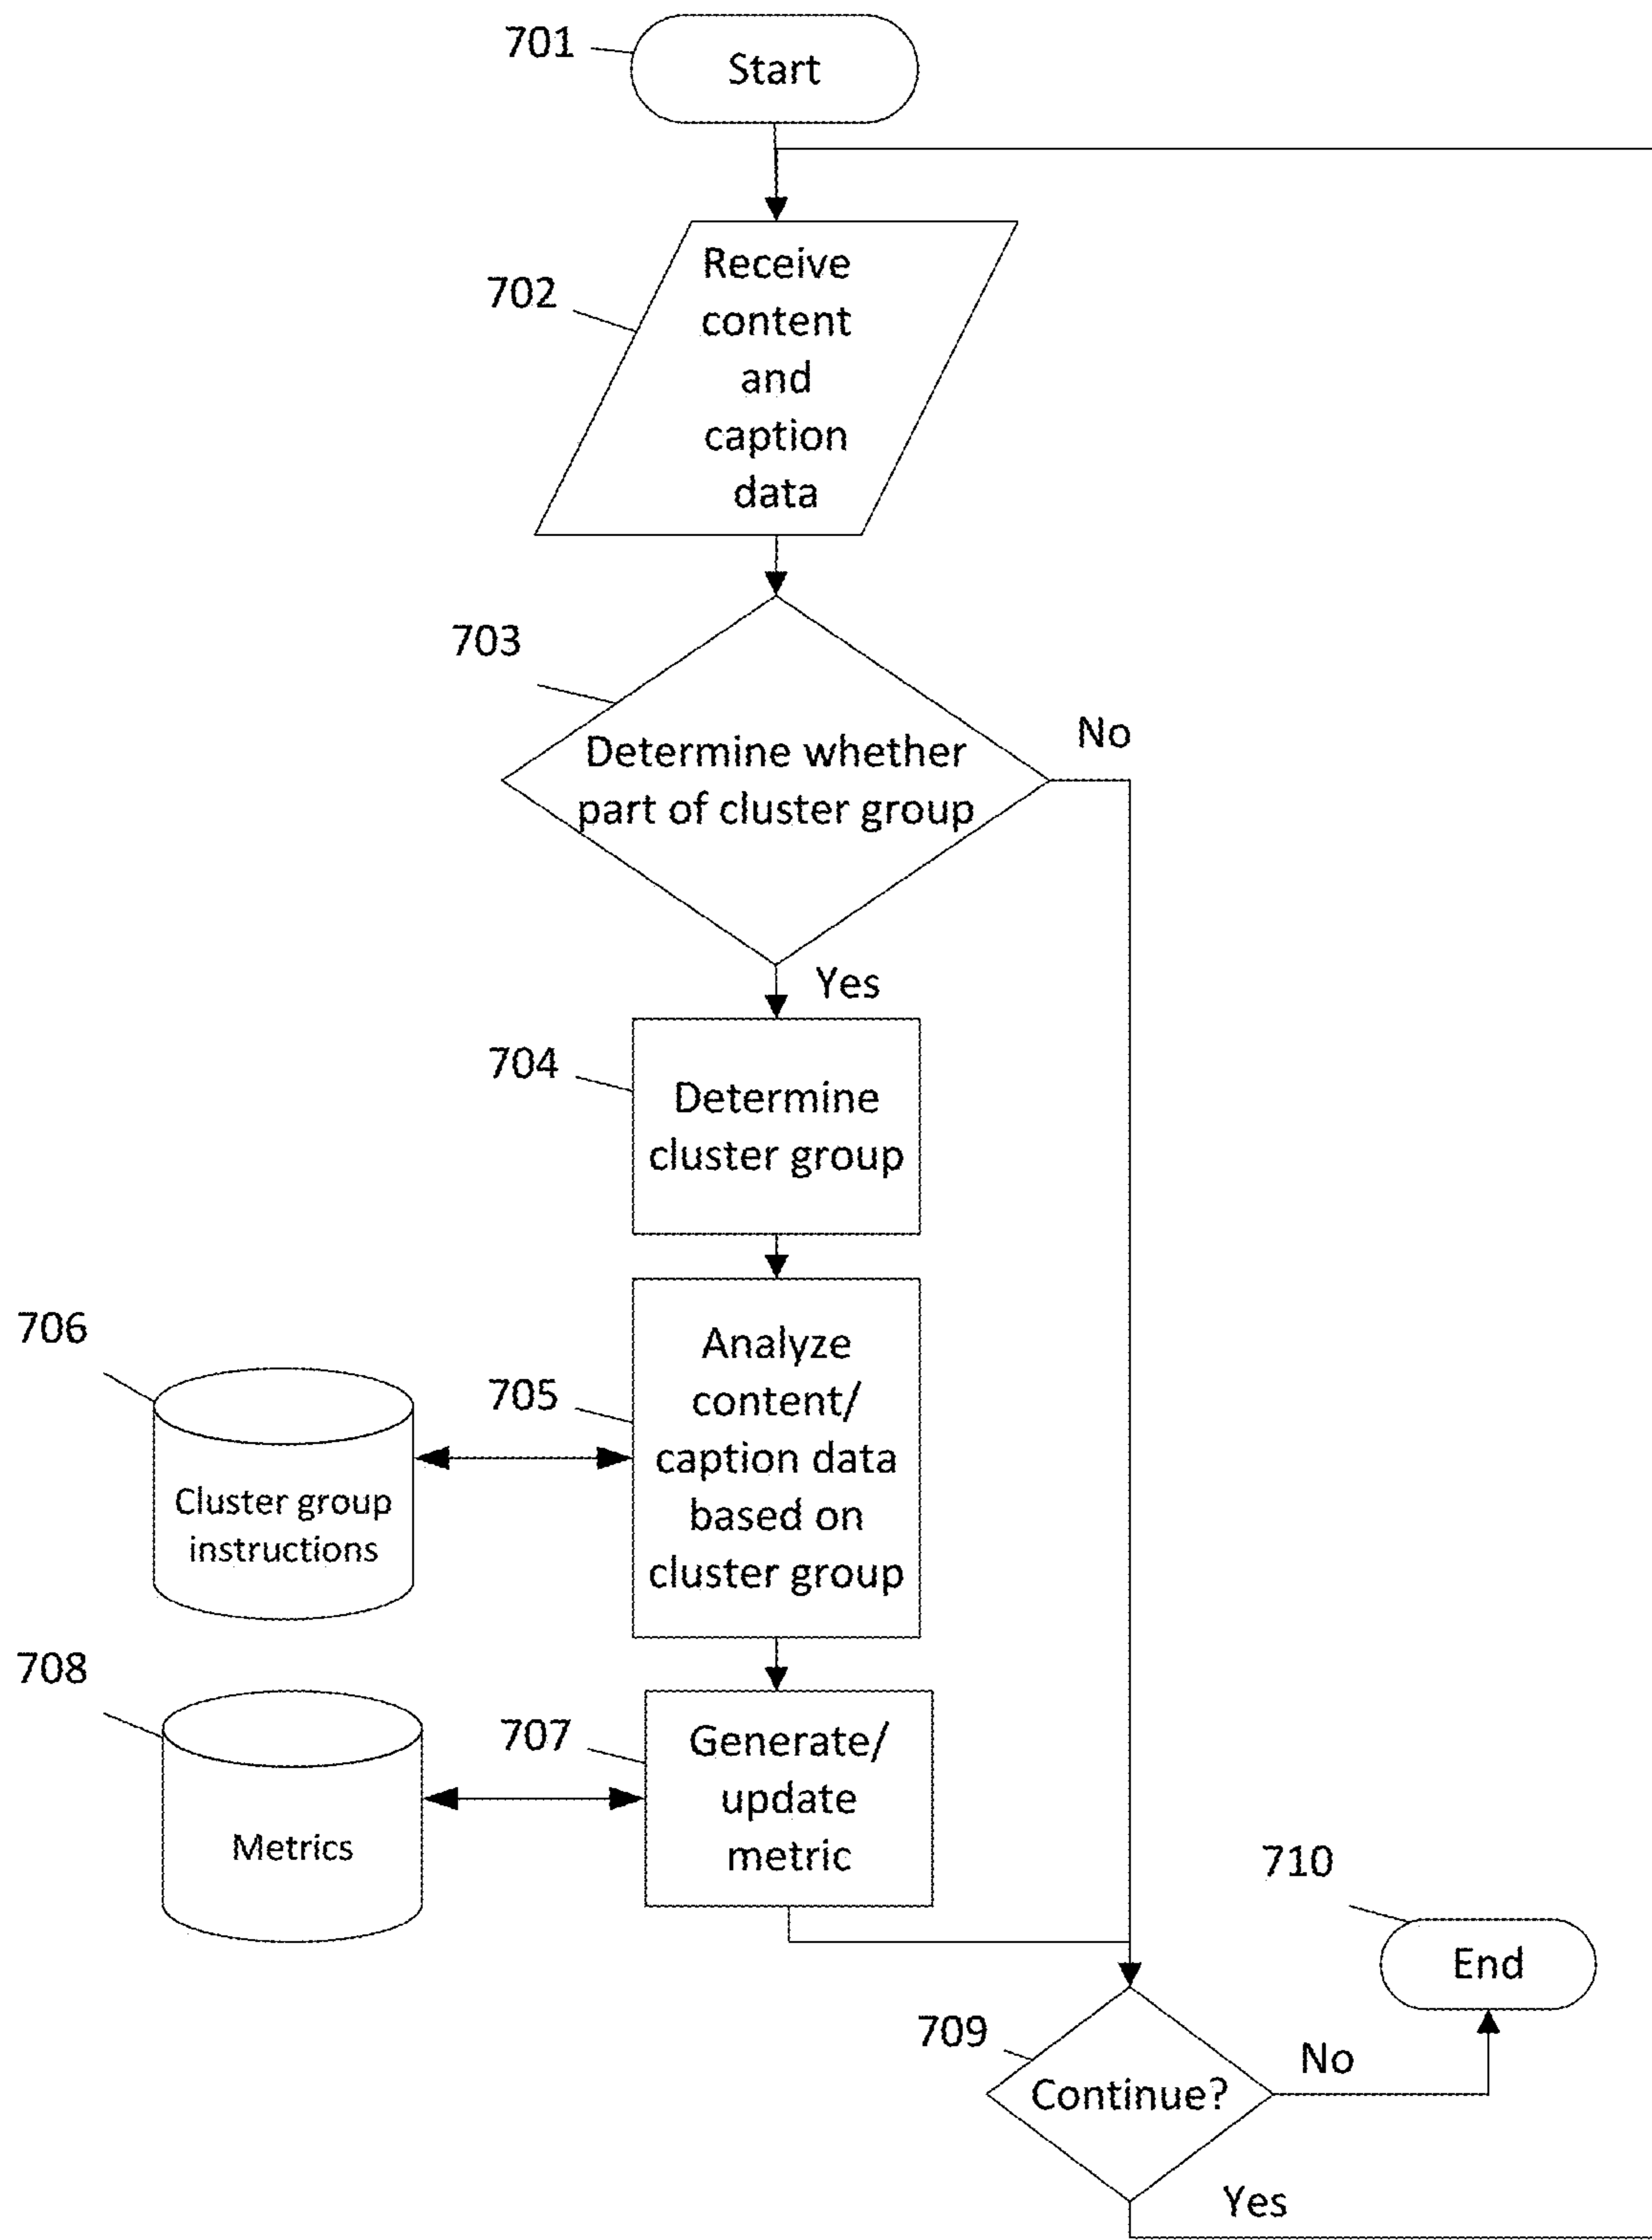 701
Start
702
Receive
content
and
caption
data
703
Determine whether
part of cluster group
No
Yes
704
Determine
cluster group
706
Cluster group
instructions
705
Analyze
content/
caption data
based on
cluster group
708
Metrics
707
Generate/
update
metric
710
End
709
Continue?
No
Yes